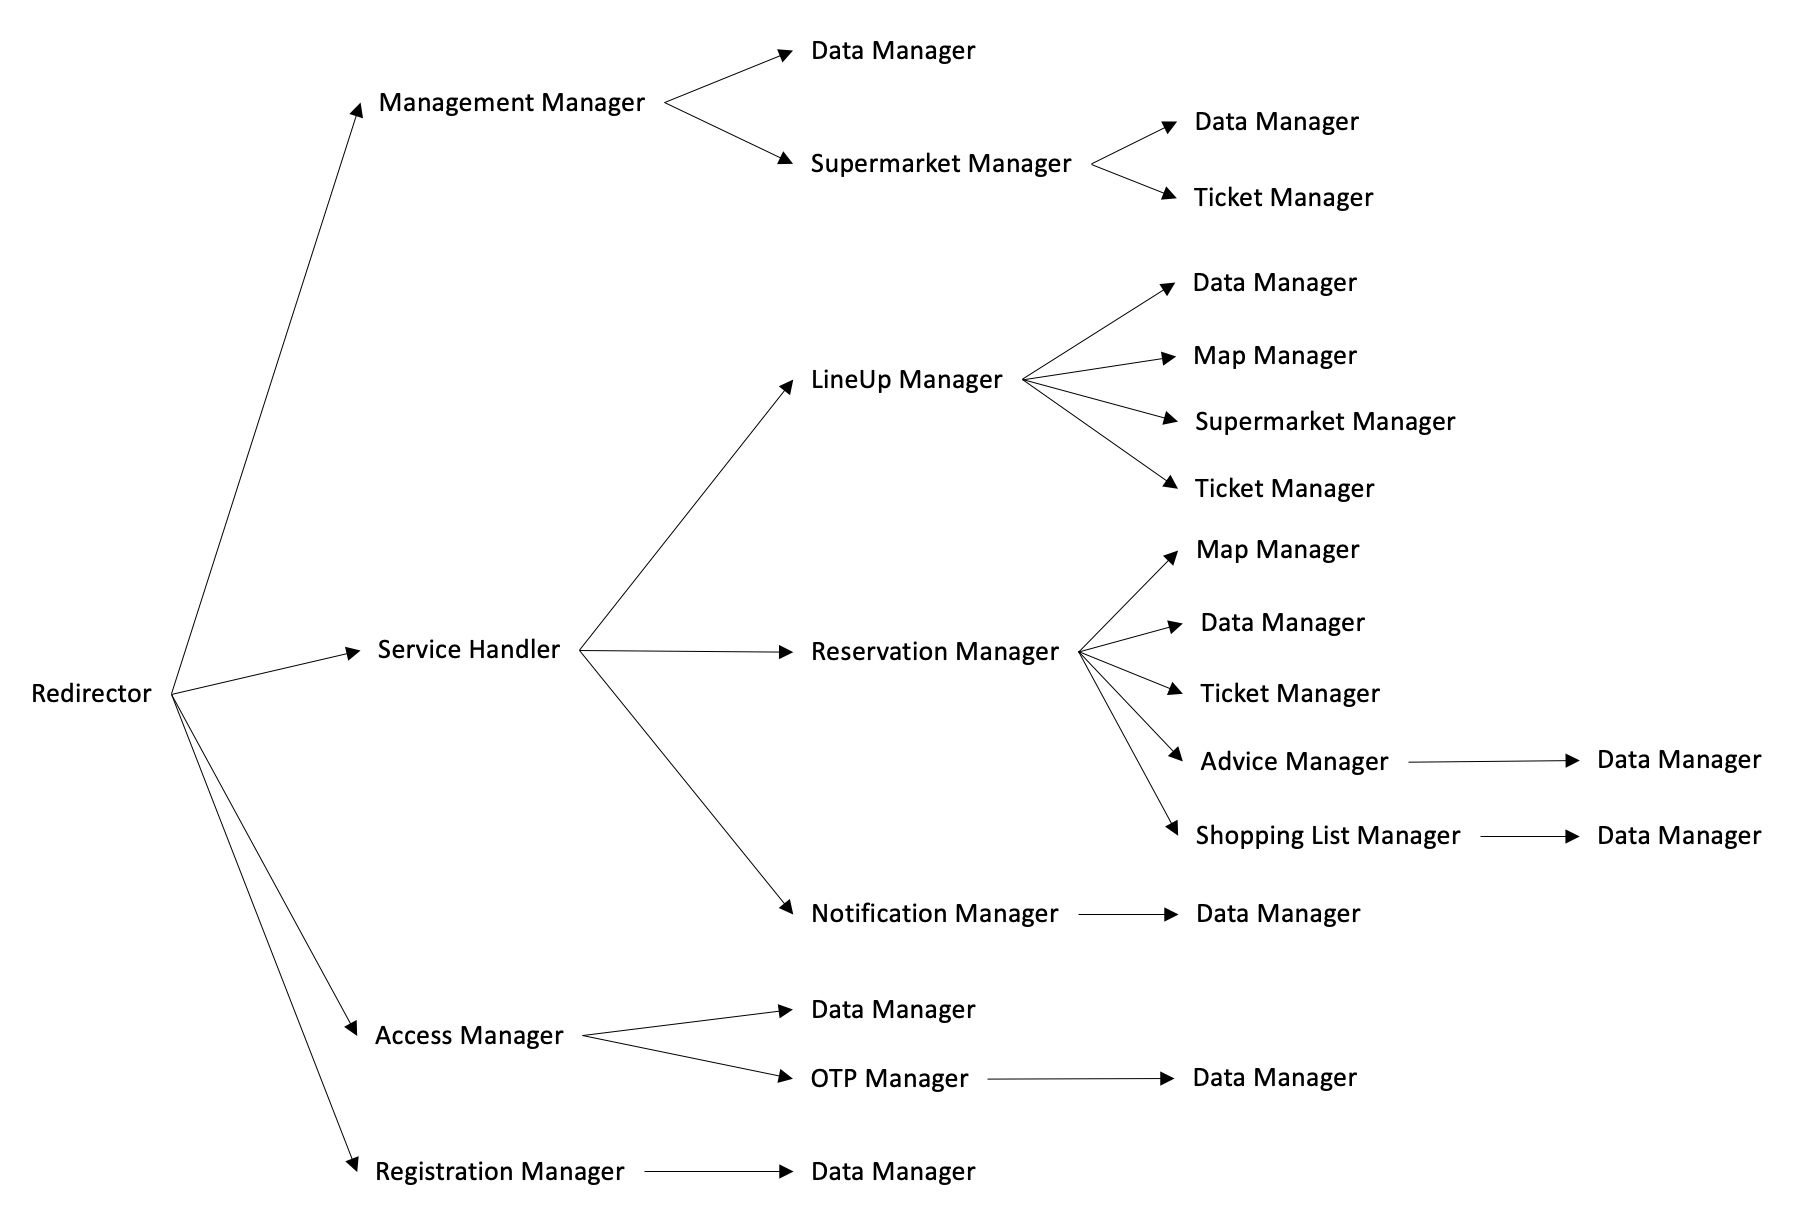 Data Manager
Management Manager
Data Manager
Supermarket Manager
Ticket Manager
Data Manager
Map Manager
LineUp Manager
Supermarket Manager
Ticket Manager
Map Manager
Data Manager
Service Handler
Reservation Manager
Redirector
Ticket Manager
Advice Manager
Data Manager
Shopping List Manager
Data Manager
Notification Manager
Data Manager
Data Manager
Access Manager
OTP Manager
Data Manager
Registration Manager
Data Manager